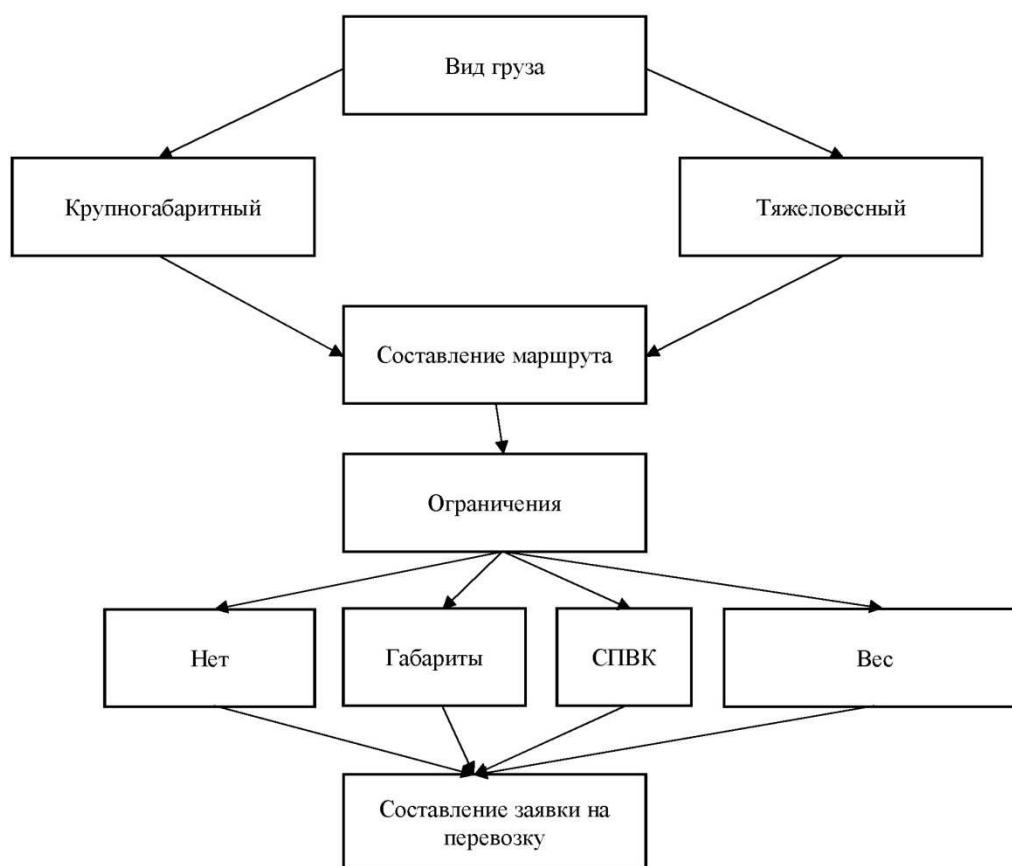 Вид груза
Крупногабаритный
Тяжеловесный
Составление маршрута
Ограничения
Нет
Габариты
СПВК
Вес
Составление заявки на
перевозку